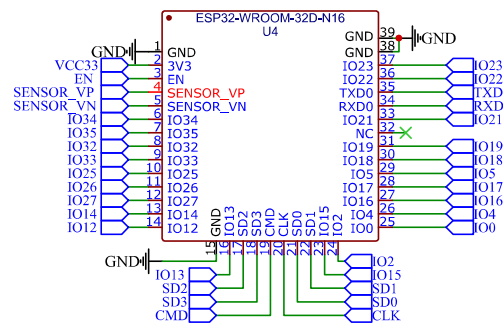 ESP32-WROOM-32D-N16
U4
GND 1 GND
VCC33 2 3V3
EN 3 EN
SENSOR_VP 4 SENSOR_VP
SENSOR_VN 5 SENSOR_VN
IO34 6 IO34
IO35 7 IO35
IO32 8 IO32
IO33 9 IO33
IO25 10 IO25
IO26 11 IO26
IO27 12 IO27
IO14 13 IO14
IO12 14 IO12
GND 39 GND
GND 38
IO23 37 IO23
IO22 36 IO22
TXD0 35 TXD
RXD0 34 RXD
IO21 33 IO21
NC 32
IO19 31 IO19
IO18 30 IO18
IO5 29 IO5
IO17 28 IO17
IO16 27 IO16
IO4 26 IO4
IO0 25 IO0
GND IO13 SD2 SD3 CMD CLK SD0 SD1 IO15 IO2
15 16 17 18 19 20 21 22 23 24
GND IO2
IO13 IO15
SD2 SD1
SD3 SD0
CMD CLK